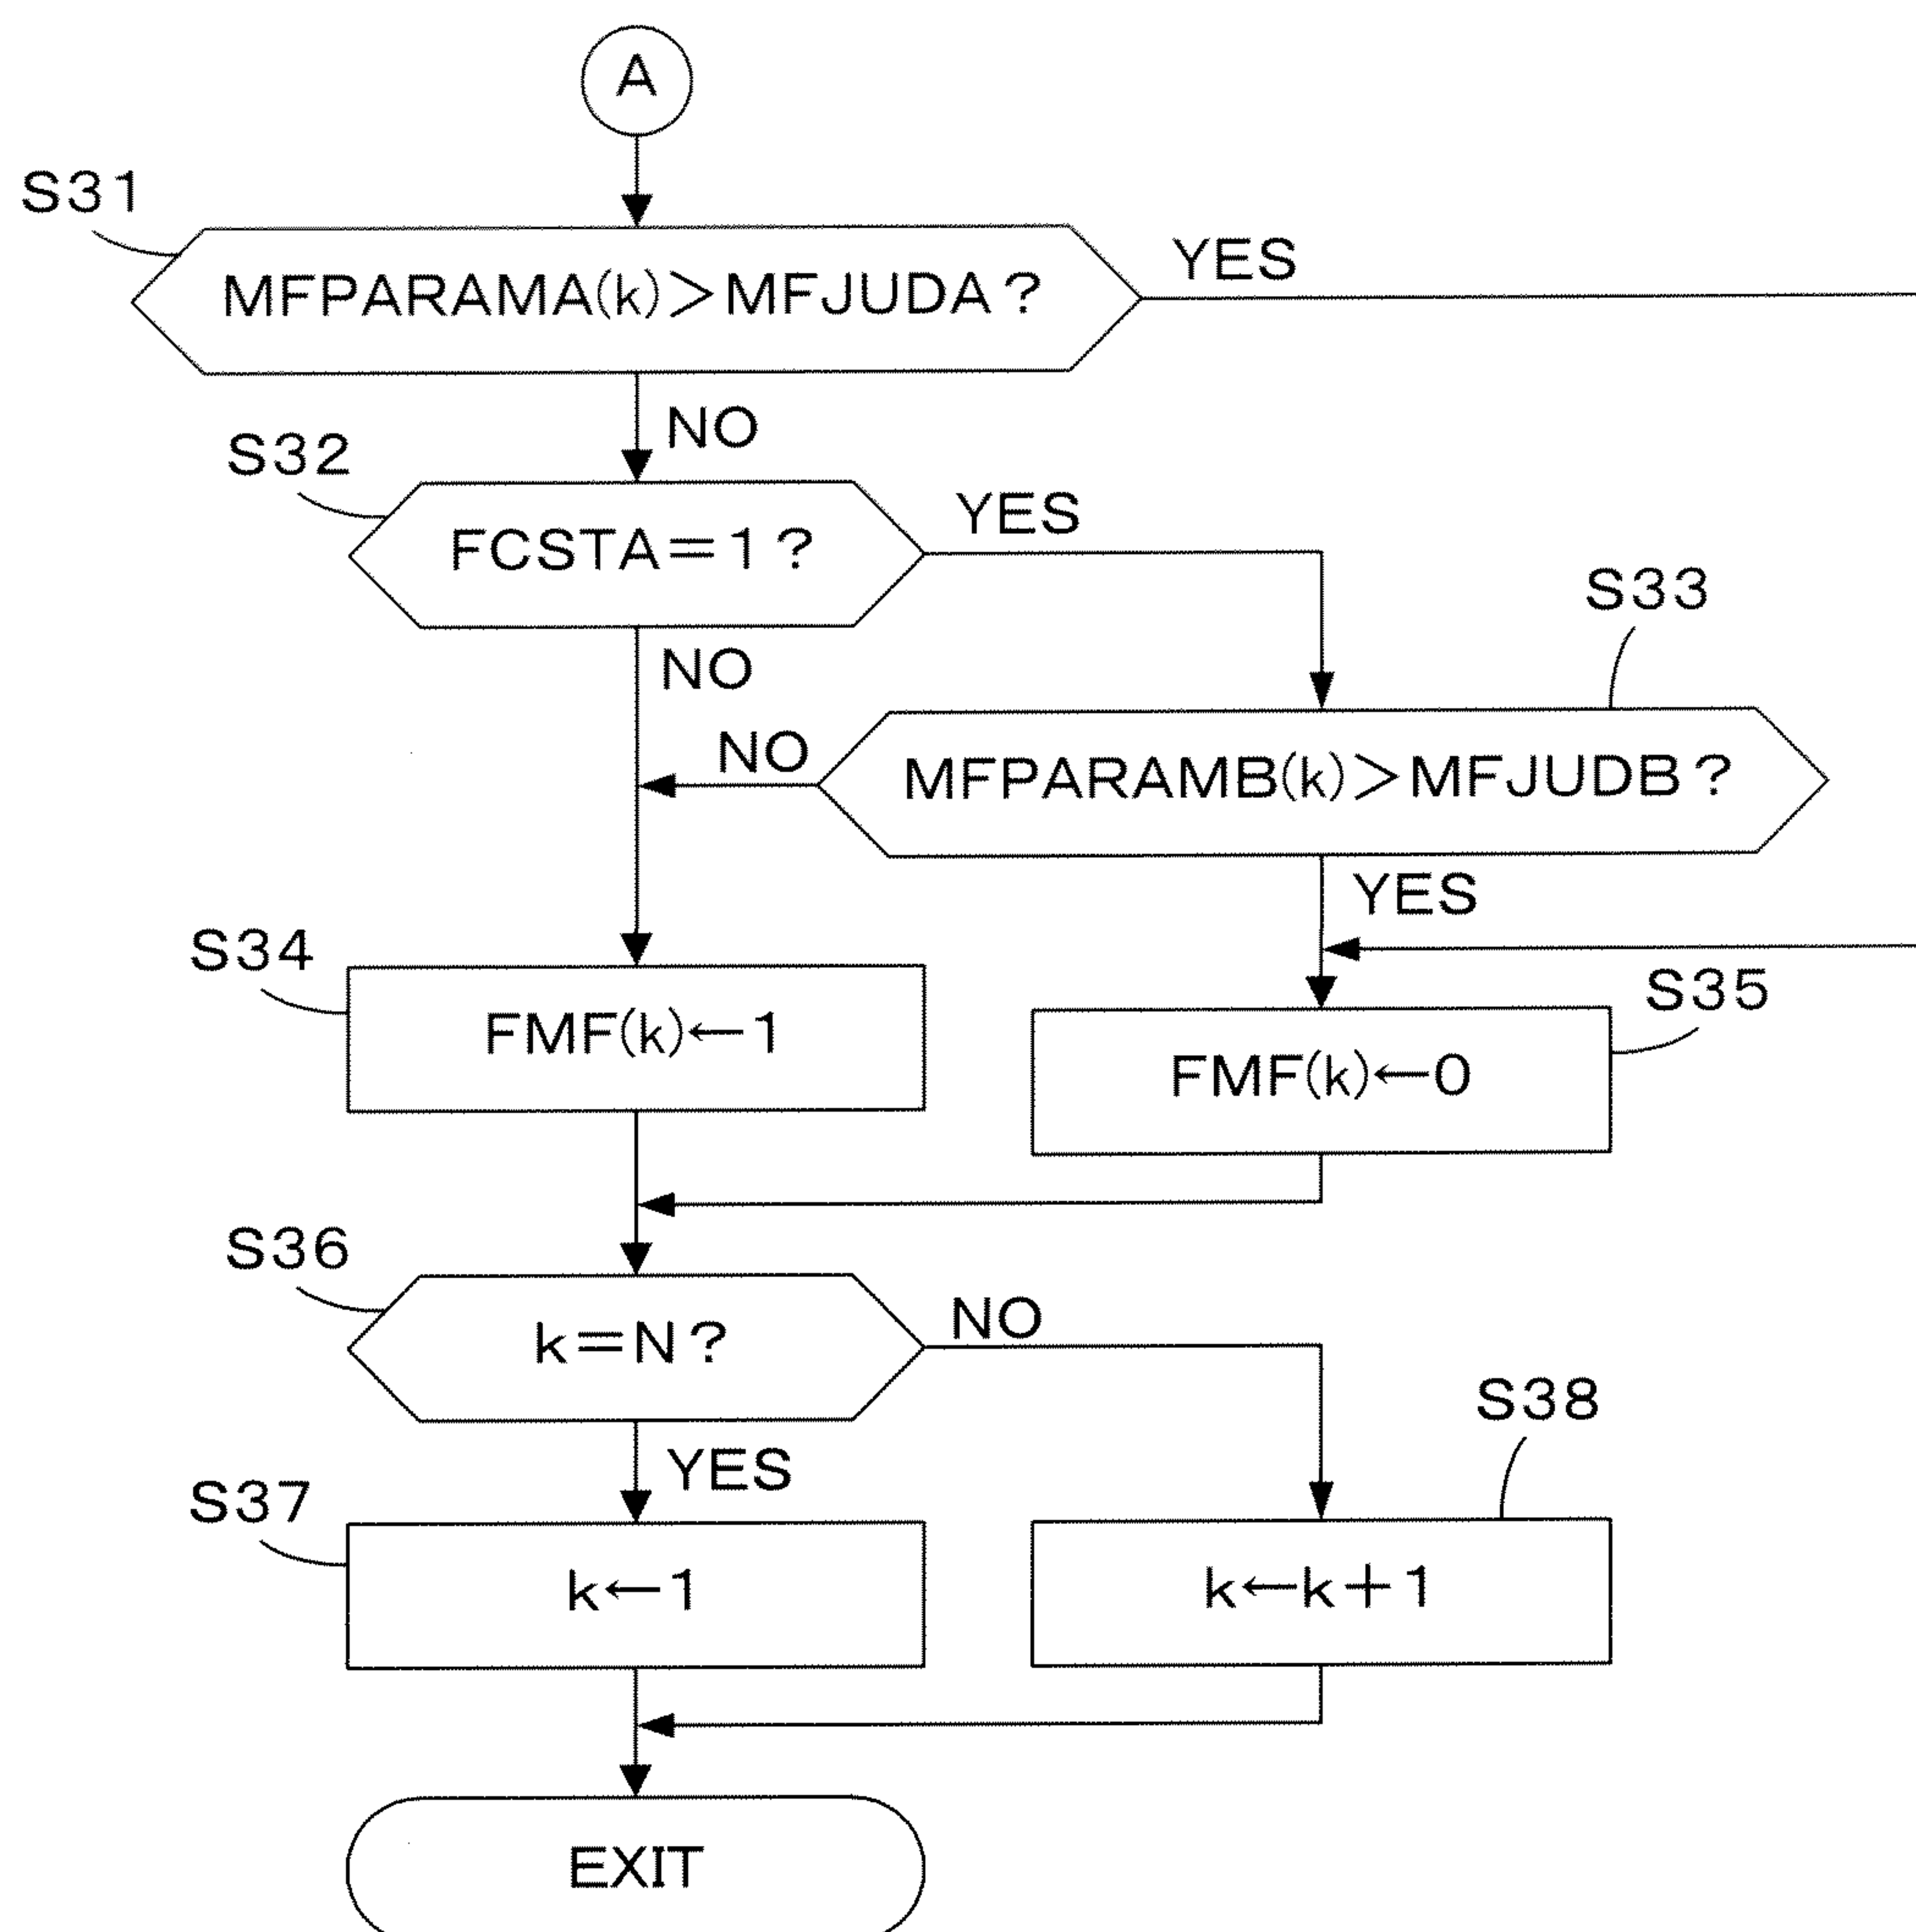 A
S31
MFPARAMA(k)>MFJUDA?
YES
NO
S32
FCSTA=1?
YES
S33
NO
NO
MFPARAMB(k)>MFJUDB?
YES
S34
FMF(k)←1
S35
FMF(k)←0
S36
k=N?
NO
S38
YES
S37
k←1
k←k+1
EXIT